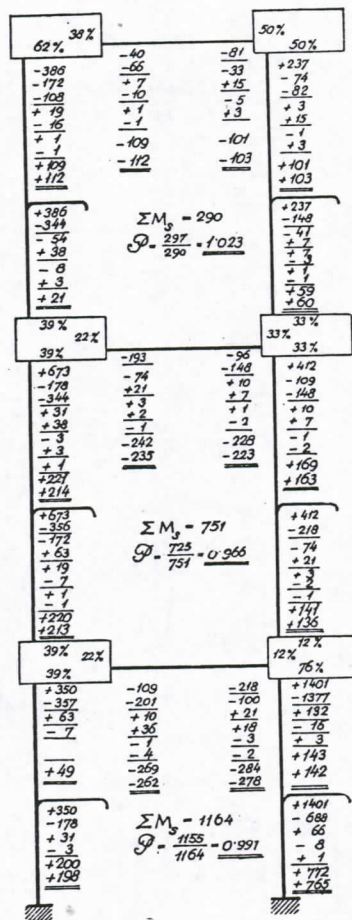 38% 50%
62% 50%
-386 -40 -81 +237
-172 -66 -33 -74
-108 +7 +15 -82
+19 -10 -5 +3
-16 +1 +3 +15
+1 -1 -1
+1 +3
+109 -109 -101 +101
+112 -112 -103 +103
+386 +237
-344 ΣMs = 290 -148
-54 -41
+38 𝒫 = 297/290 = 1·023 +7
-8 +7
+3 -1
+21 +1
+59
+60
39% 22% 33%
39% 33% 33%
+673 -193 -96 +412
-178 -74 -148 -109
-344 +21 +10 -148
+31 +3 +7 +10
+38 +2 +1 +7
-3 -1 -2 -1
+3 -242 -228 -2
+1 -235 -223 +169
+221 +163
+214
+673 +412
-356 ΣMs = 751 -218
-172 -74
+63 𝒫 = 725/751 = 0·966 +21
+19 +3
-7 -2
+1 -1
-1 +141
+220 +136
+213
39% 22% 12% 12%
39% 76%
+350 -109 -218 +1401
-357 -201 -100 -1377
+63 +10 +21 +132
-7 +36 +18 -16
-1 -3 +3
-4 -2 +143
+49 -269 -284 +142
-262 -278
+350 +1401
-178 ΣMs = 1164 -688
+31 +66
-3 𝒫 = 1155/1164 = 0·991 -8
+200 +1
+198 +772
+765